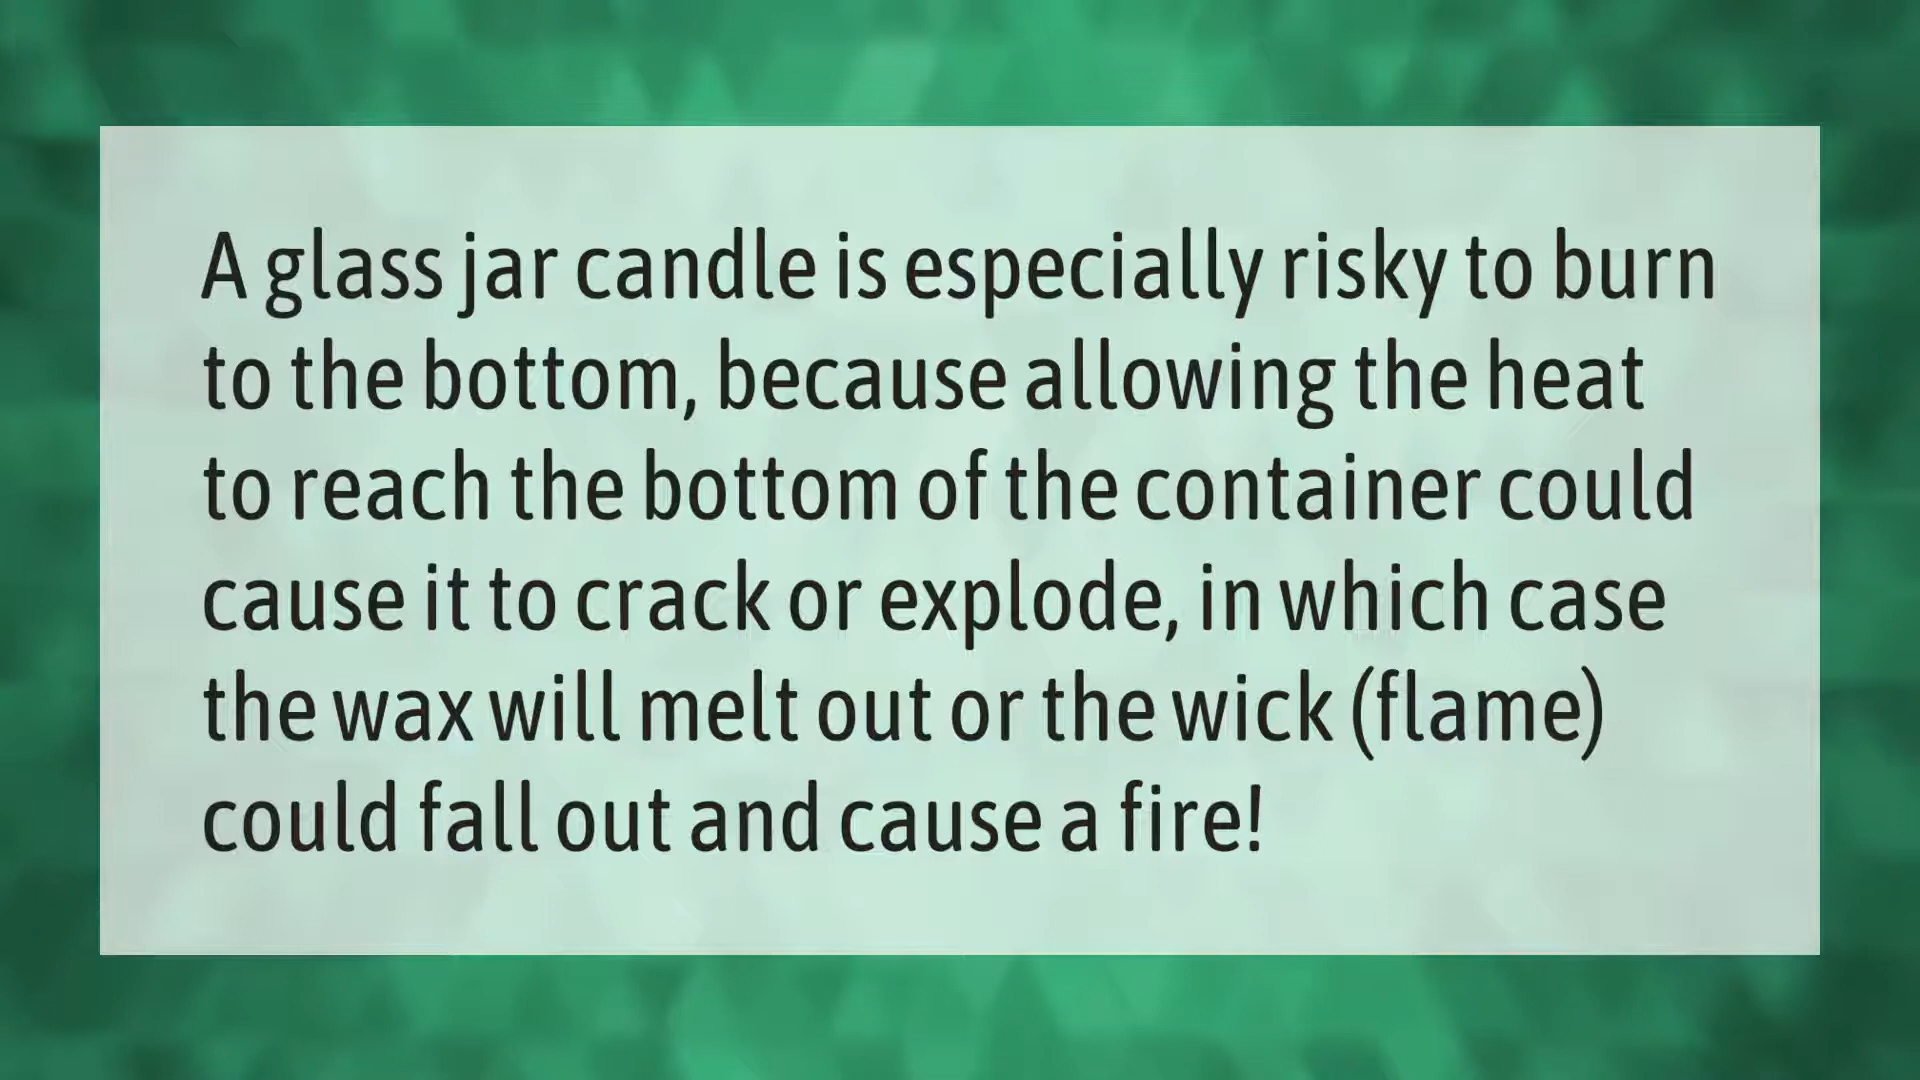 A glass jar candle is especially risky to burn
to the bottom, because allowing the heat
to reach the bottom of the container could
cause it to crack or explode, in which case
the wax will melt out or the wick (flame)
could fall out and cause a fire!